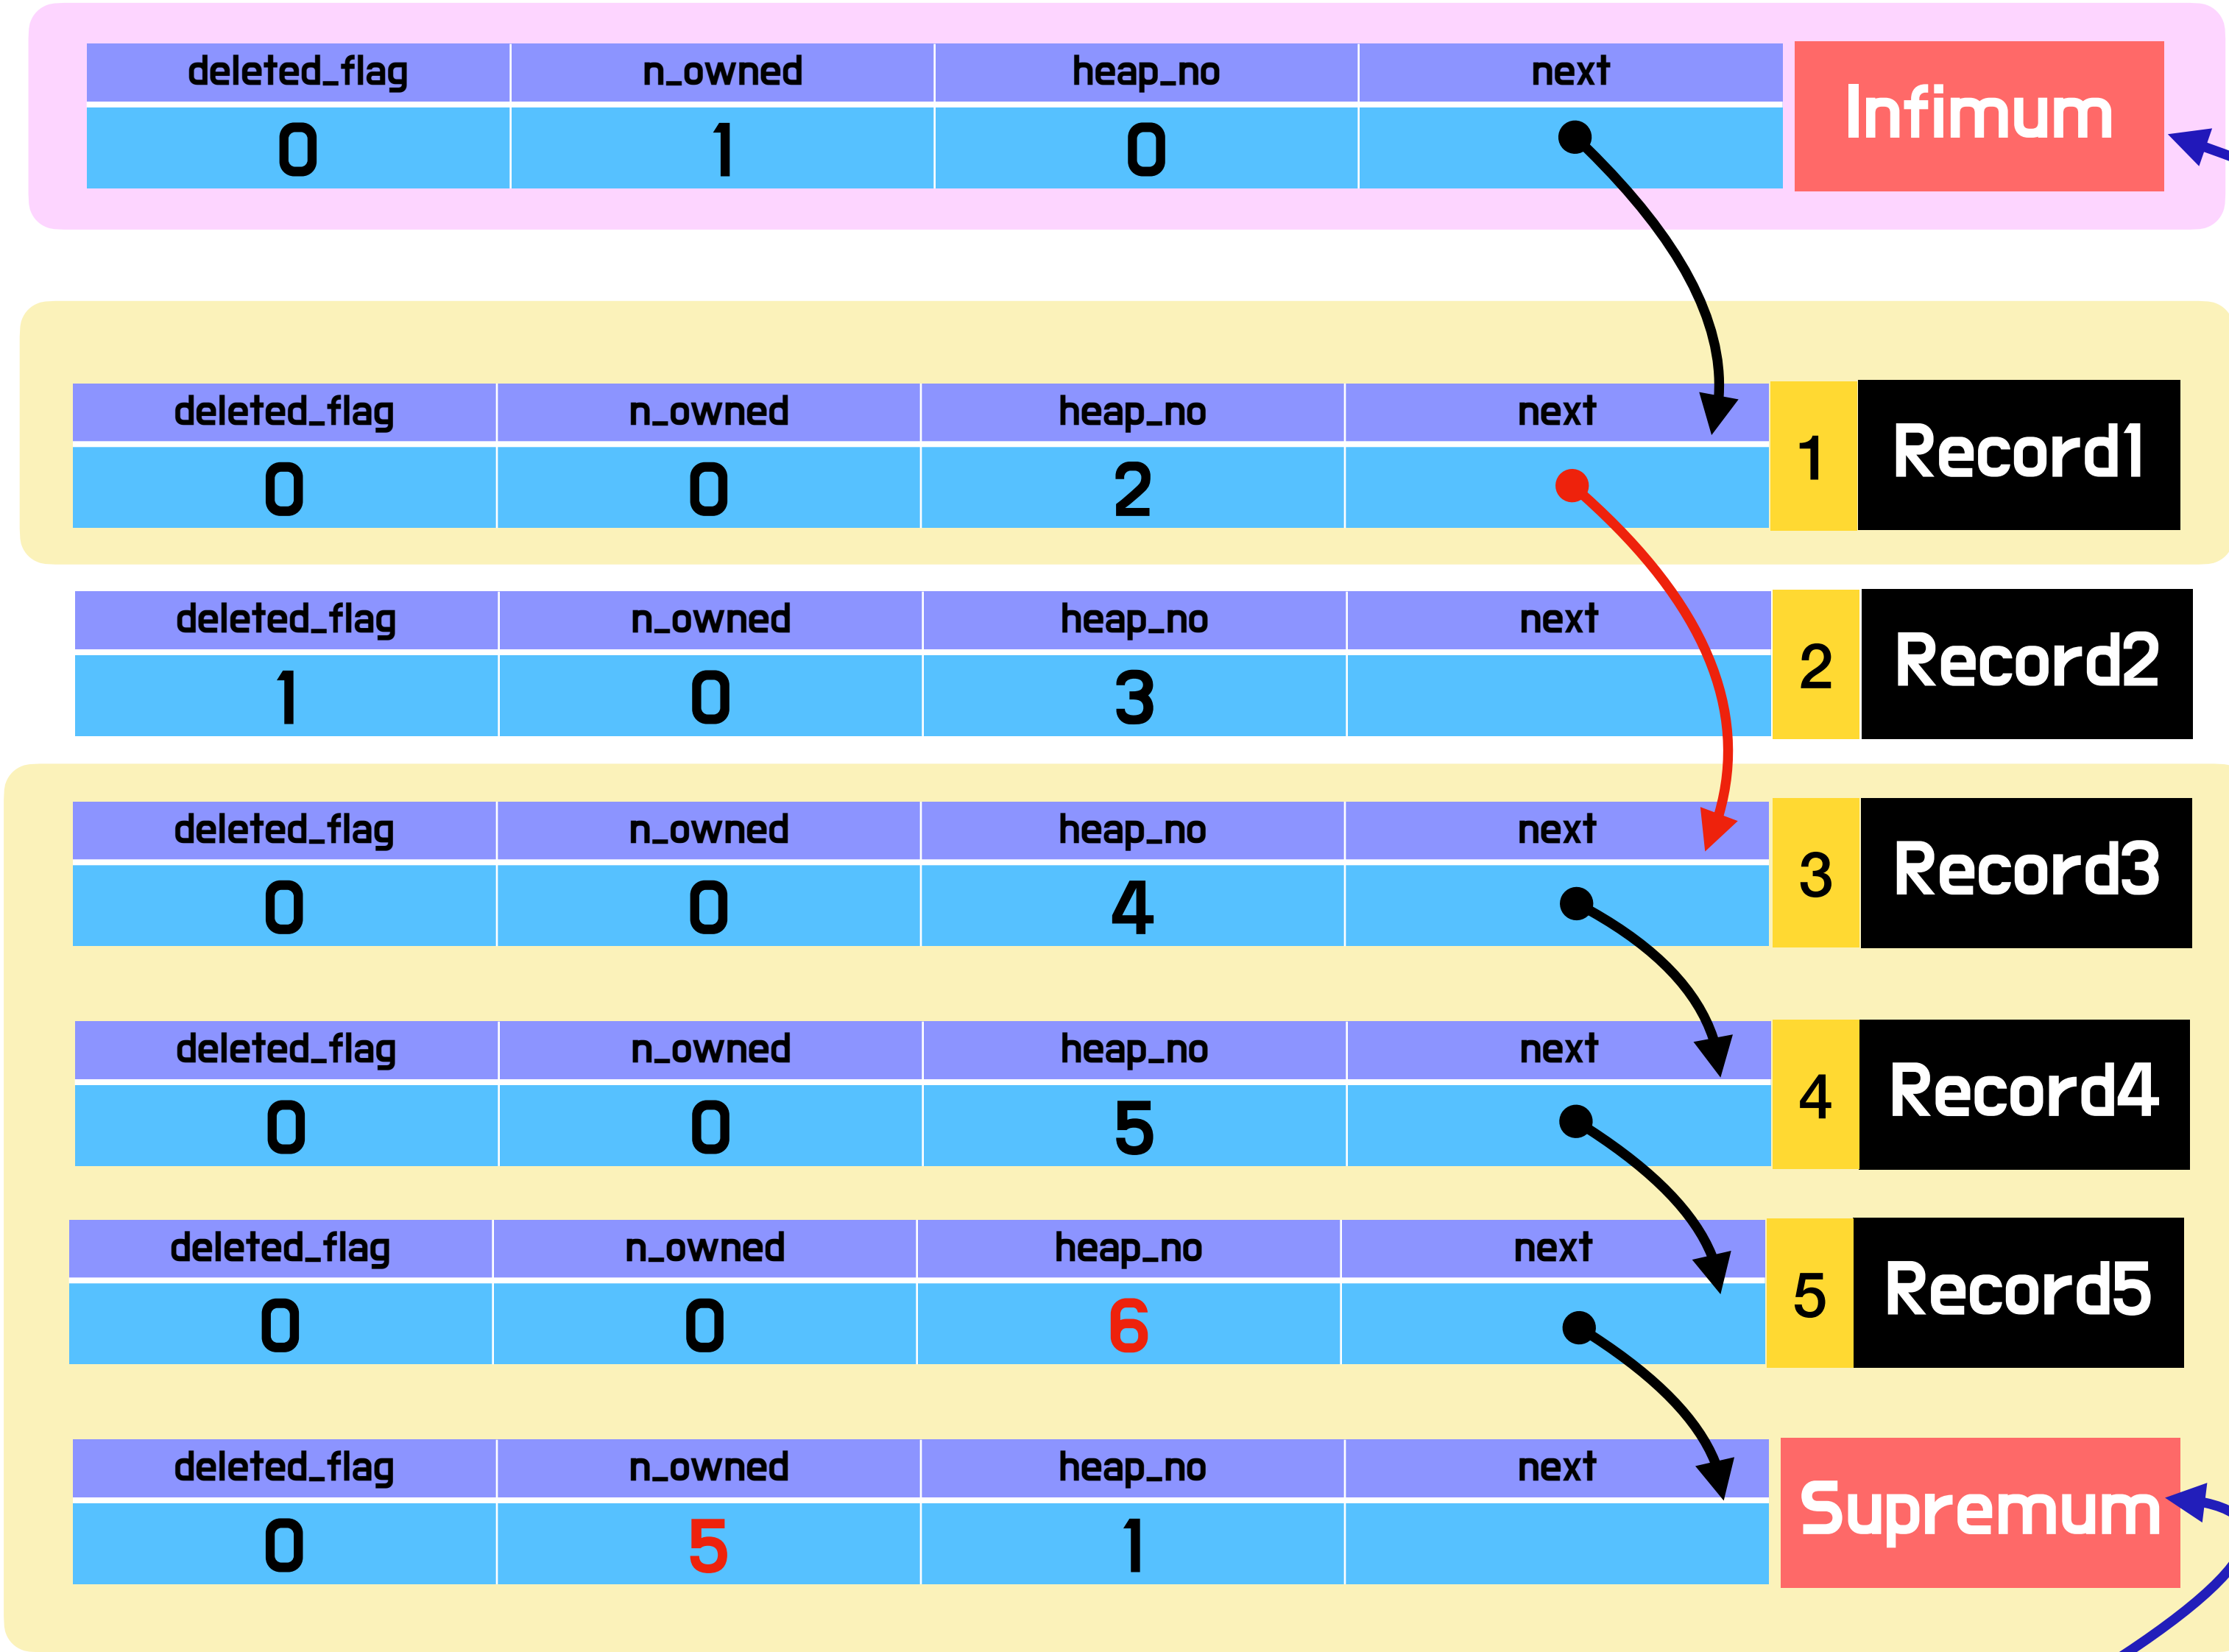 deleted_flag n_owned heap_no next Infimum
0 1 0
deleted_flag n_owned heap_no next 1 Record1
0 0 2
deleted_flag n_owned heap_no next 2 Record2
1 0 3
deleted_flag n_owned heap_no next 3 Record3
0 0 4
deleted_flag n_owned heap_no next 4 Record4
0 0 5
deleted_flag n_owned heap_no next 5 Record5
0 0 6
deleted_flag n_owned heap_no next Supremum
0 5 1